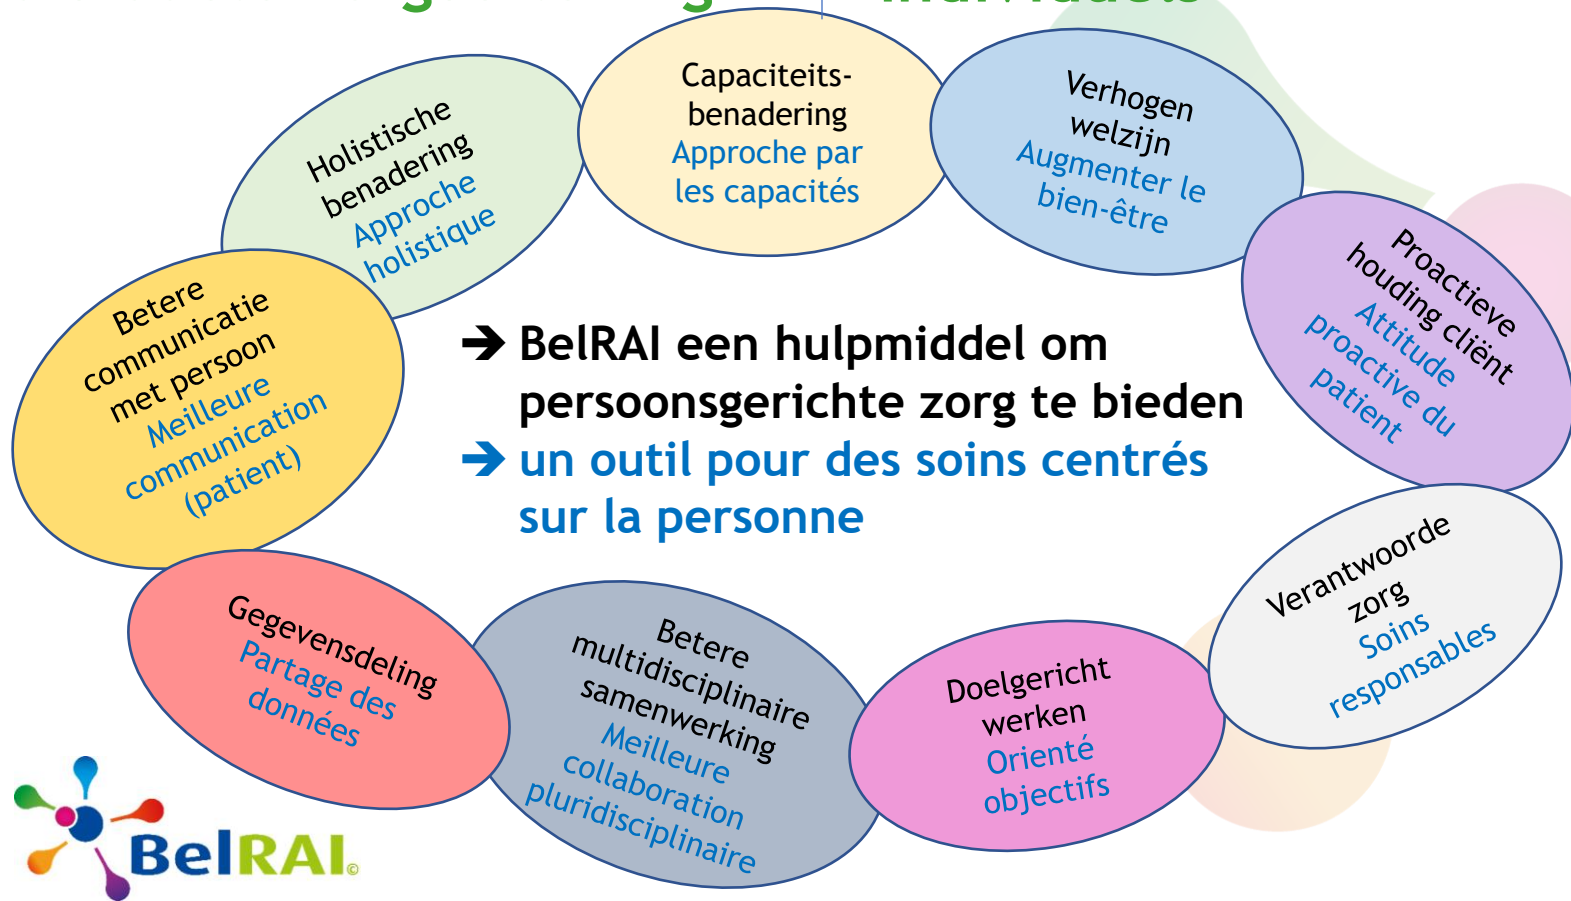 Capaciteits-
benadering
Approche par
les capacités
Verhogen
welzijn
Augmenter le
bien-être
Holistische
benadering
Approche
holistique
Proactieve
houding cliënt
Attitude
proactive du
patient
Betere
communicatie
met persoon
Meilleure
communication
(patient)
➔ BelRAI een hulpmiddel om
persoonsgerichte zorg te bieden
➔ un outil pour des soins centrés
sur la personne
Verantwoorde
zorg
Soins
responsables
Gegevensdeling
Partage des
données
Betere
multidisciplinaire
samenwerking
Meilleure
collaboration
pluridisciplinaire
Doelgericht
werken
Orienté
objectifs
BelRAI©